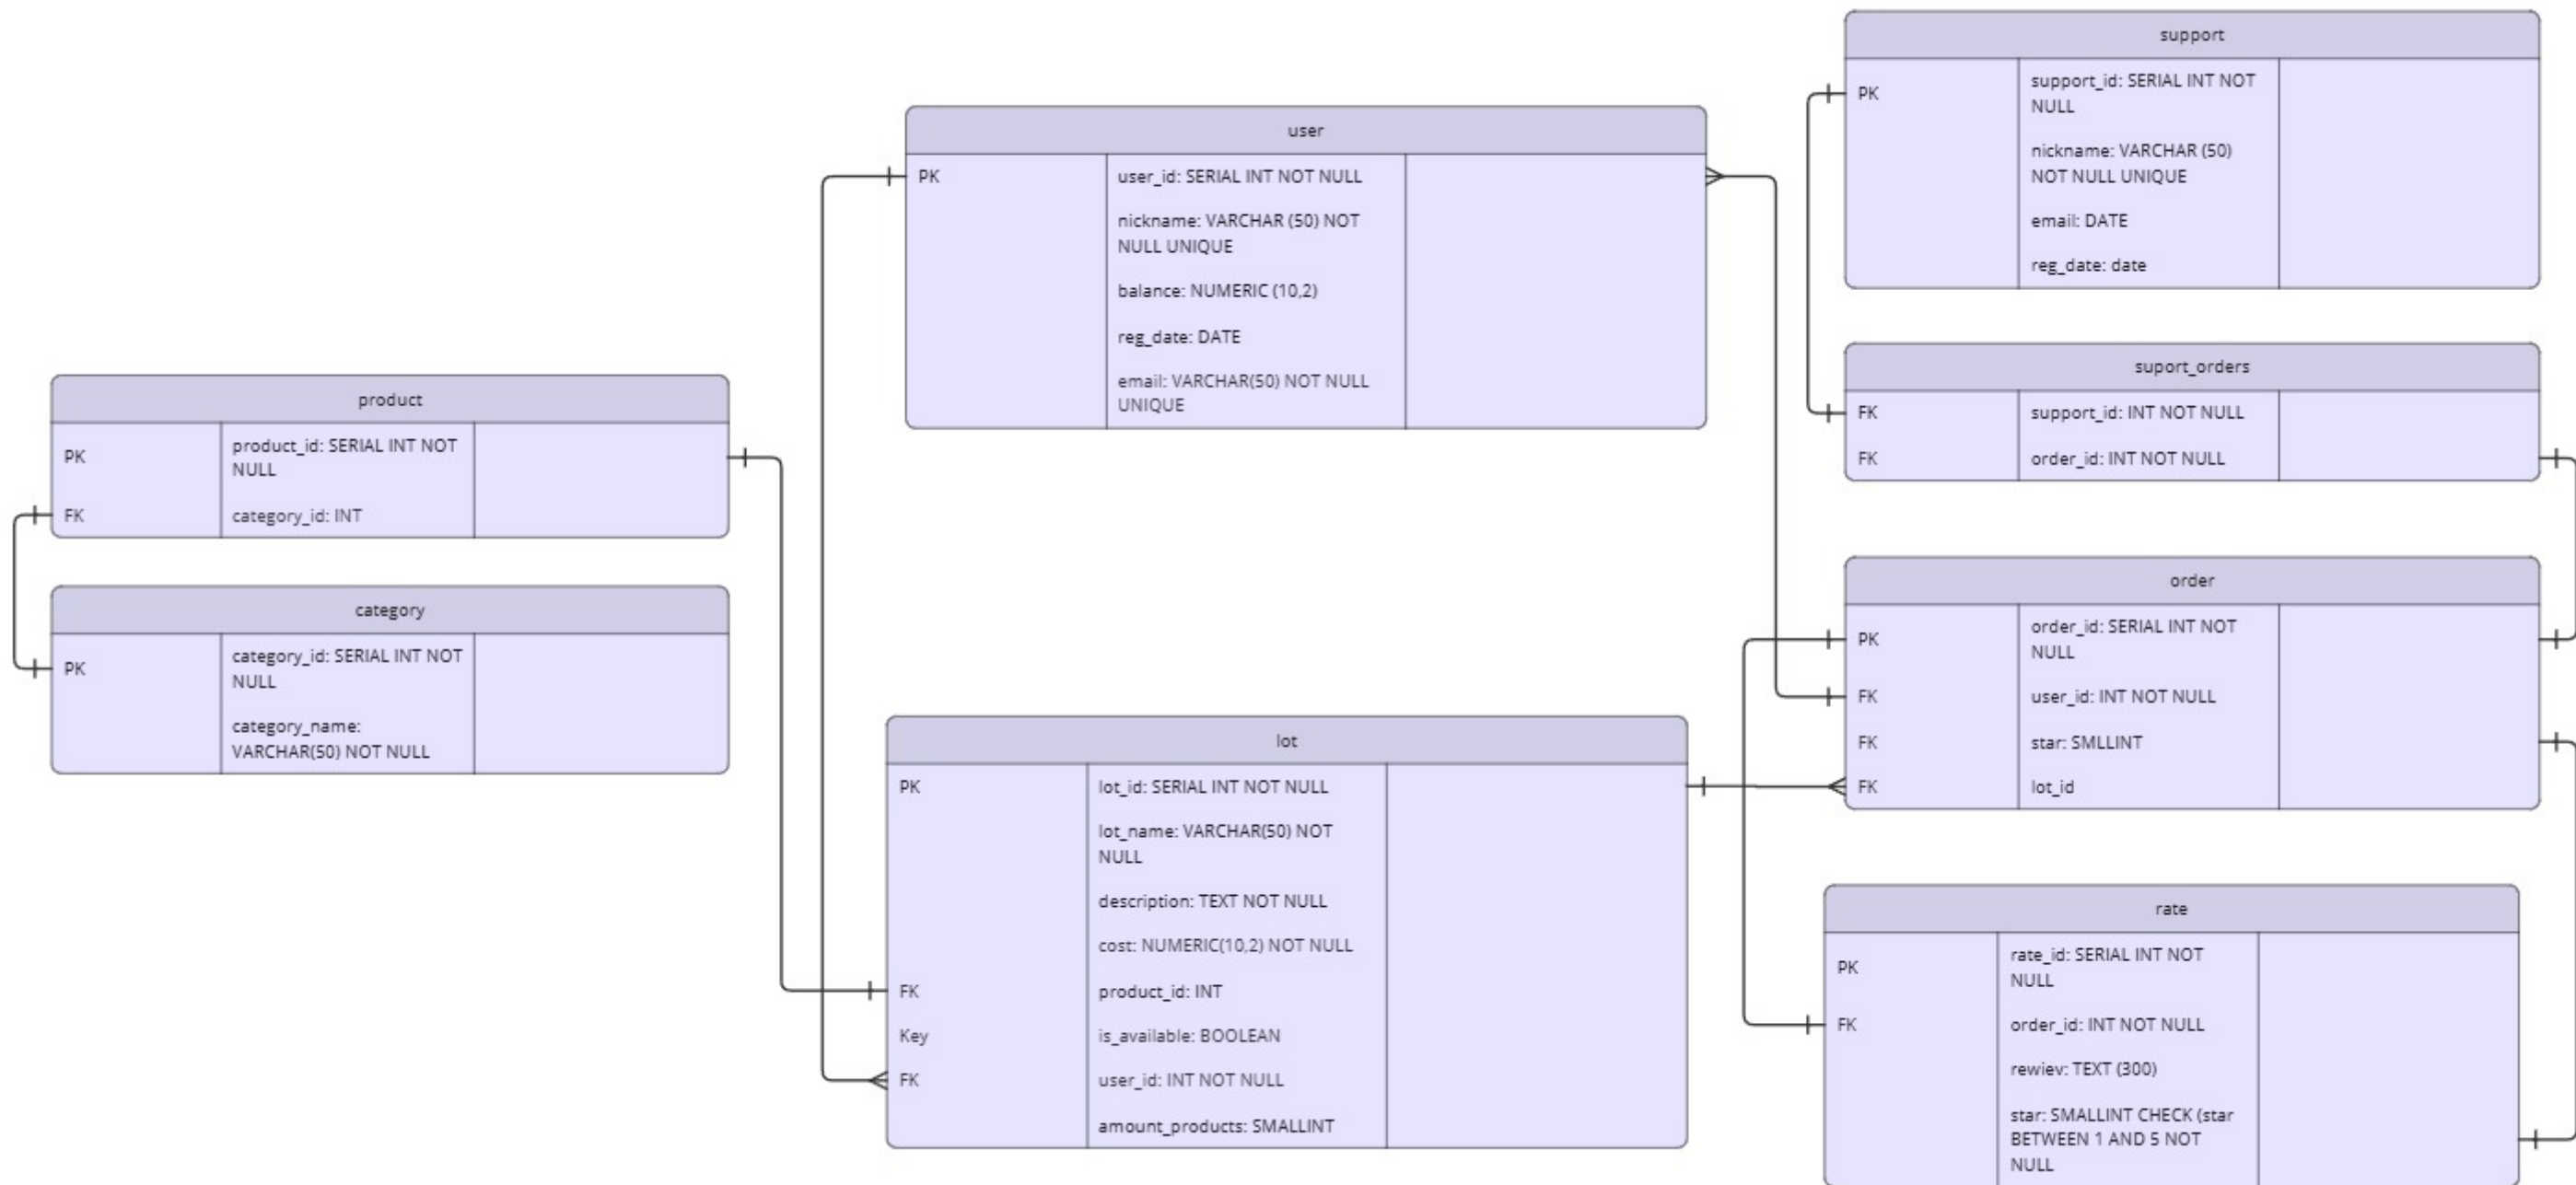 support
PK
support_id: SERIAL INT NOT
NULL
nickname: VARCHAR (50)
NOT NULL UNIQUE
email: DATE
reg_date: date
user
PK
user_id: SERIAL INT NOT NULL
nickname: VARCHAR (50) NOT
NULL UNIQUE
balance: NUMERIC (10,2)
reg_date: DATE
email: VARCHAR(50) NOT NULL
UNIQUE
suport_orders
FK
support_id: INT NOT NULL
FK
order_id: INT NOT NULL
product
PK
product_id: SERIAL INT NOT
NULL
FK
category_id: INT
category
PK
category_id: SERIAL INT NOT
NULL
category_name:
VARCHAR(50) NOT NULL
order
PK
order_id: SERIAL INT NOT
NULL
FK
user_id: INT NOT NULL
FK
star: SMLLINT
FK
lot_id
lot
PK
lot_id: SERIAL INT NOT NULL
lot_name: VARCHAR(50) NOT
NULL
description: TEXT NOT NULL
cost: NUMERIC(10,2) NOT NULL
FK
product_id: INT
Key
is_available: BOOLEAN
FK
user_id: INT NOT NULL
amount_products: SMALLINT
rate
PK
rate_id: SERIAL INT NOT
NULL
FK
order_id: INT NOT NULL
rewiev: TEXT (300)
star: SMALLINT CHECK (star
BETWEEN 1 AND 5 NOT
NULL